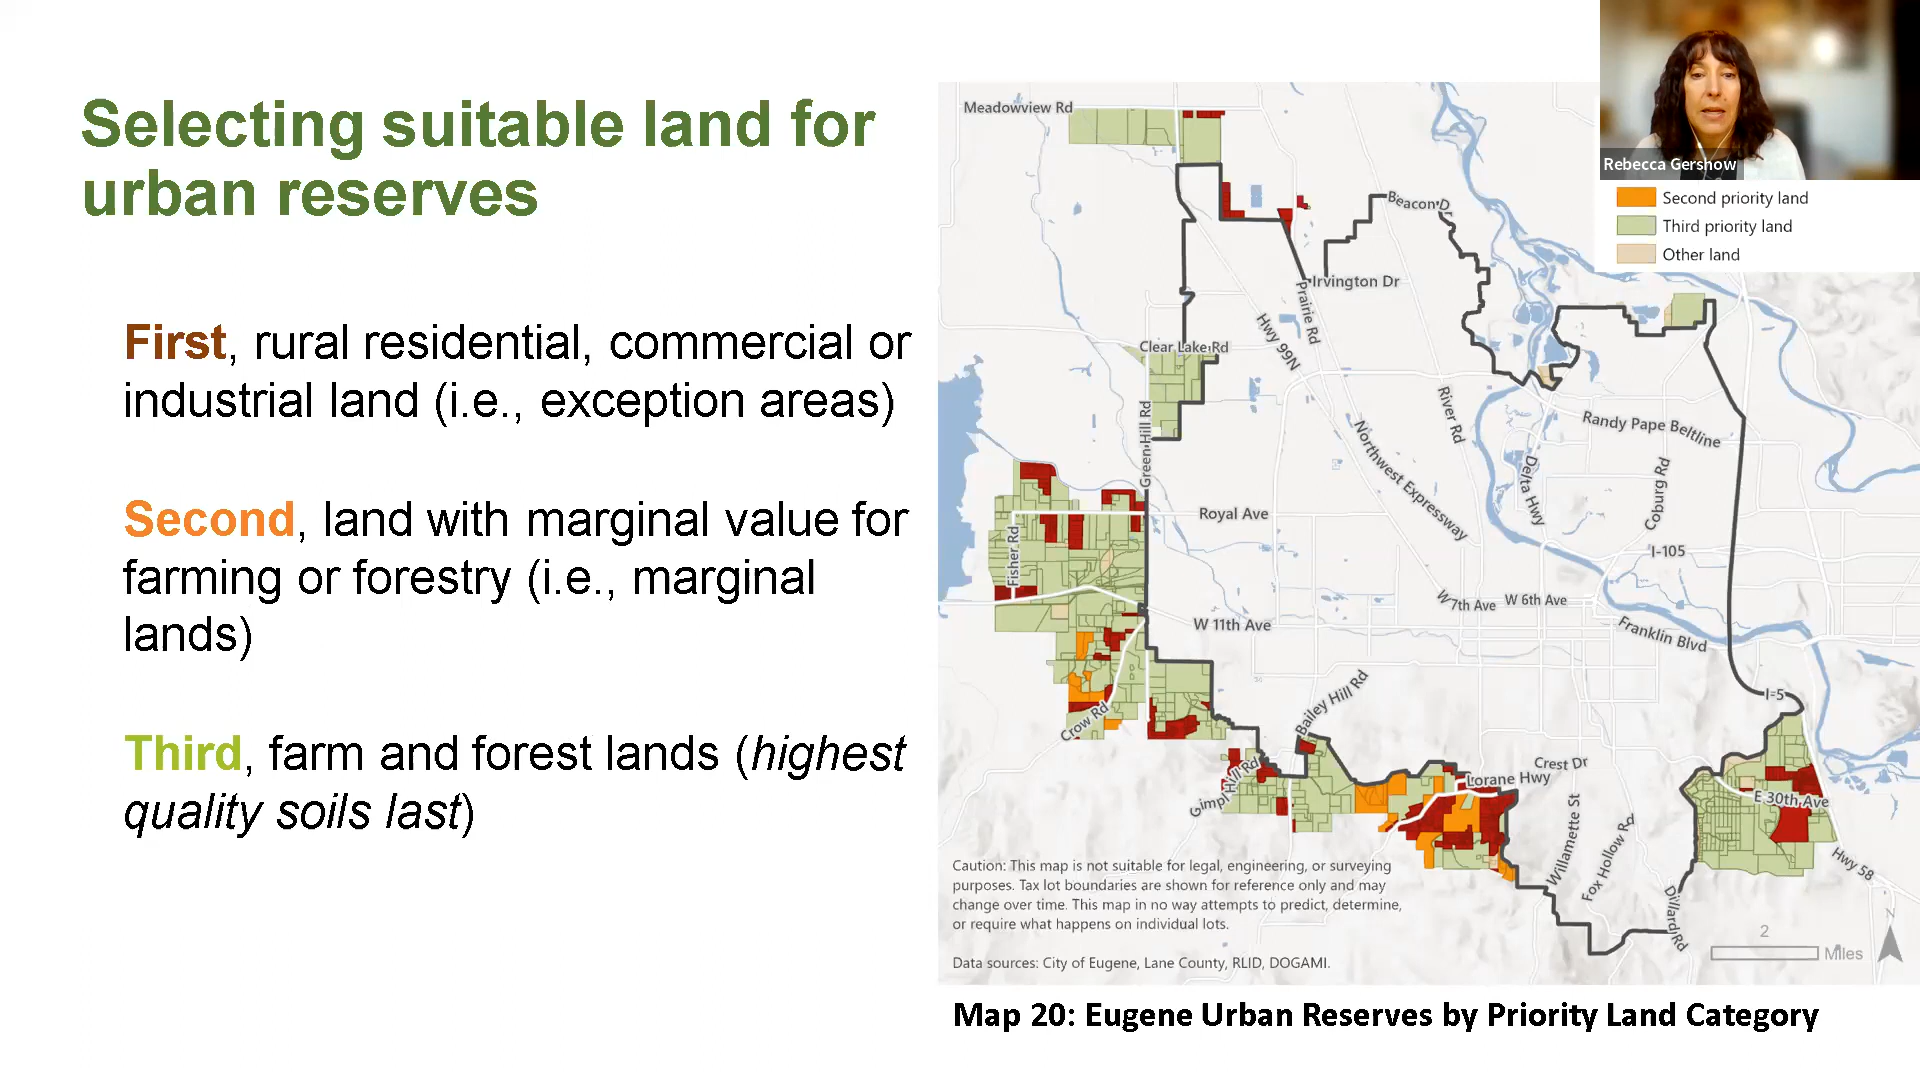 Selecting suitable land for
urban reserves
First, rural residential, commercial or
industrial land (i.e., exception areas)
Second, land with marginal value for
farming or forestry (i.e., marginal
lands)
Third, farm and forest lands (highest
quality soils last)
Rebecca Gershow
Second priority land
Third priority land
Other land
Meadowview Rd
Beacon Dr
Irvington Dr
Prairie Rd
Hwy 99N
Clear Lake Rd
Green Hill Rd
River Rd
Randy Pape Beltline
Northwest Expressway
Delta Hwy
Coburg Rd
Royal Ave
Fisher Rd
I-105
W 7th Ave
W 6th Ave
W 11th Ave
Franklin Blvd
I-5
Bailey Hill Rd
Crow Rd
Gimpl Hill Rd
Crest Dr
Lorane Hwy
E 30th Ave
Willamette St
Fox Hollow Rd
Hwy 58
Dillard Rd
Caution: This map is not suitable for legal, engineering, or surveying
purposes. Tax lot boundaries are shown for reference only and may
change over time. This map in no way attempts to predict, determine,
or require what happens on individual lots.
Data sources: City of Eugene, Lane County, RLID, DOGAMI.
2
Miles
N
Map 20: Eugene Urban Reserves by Priority Land Category